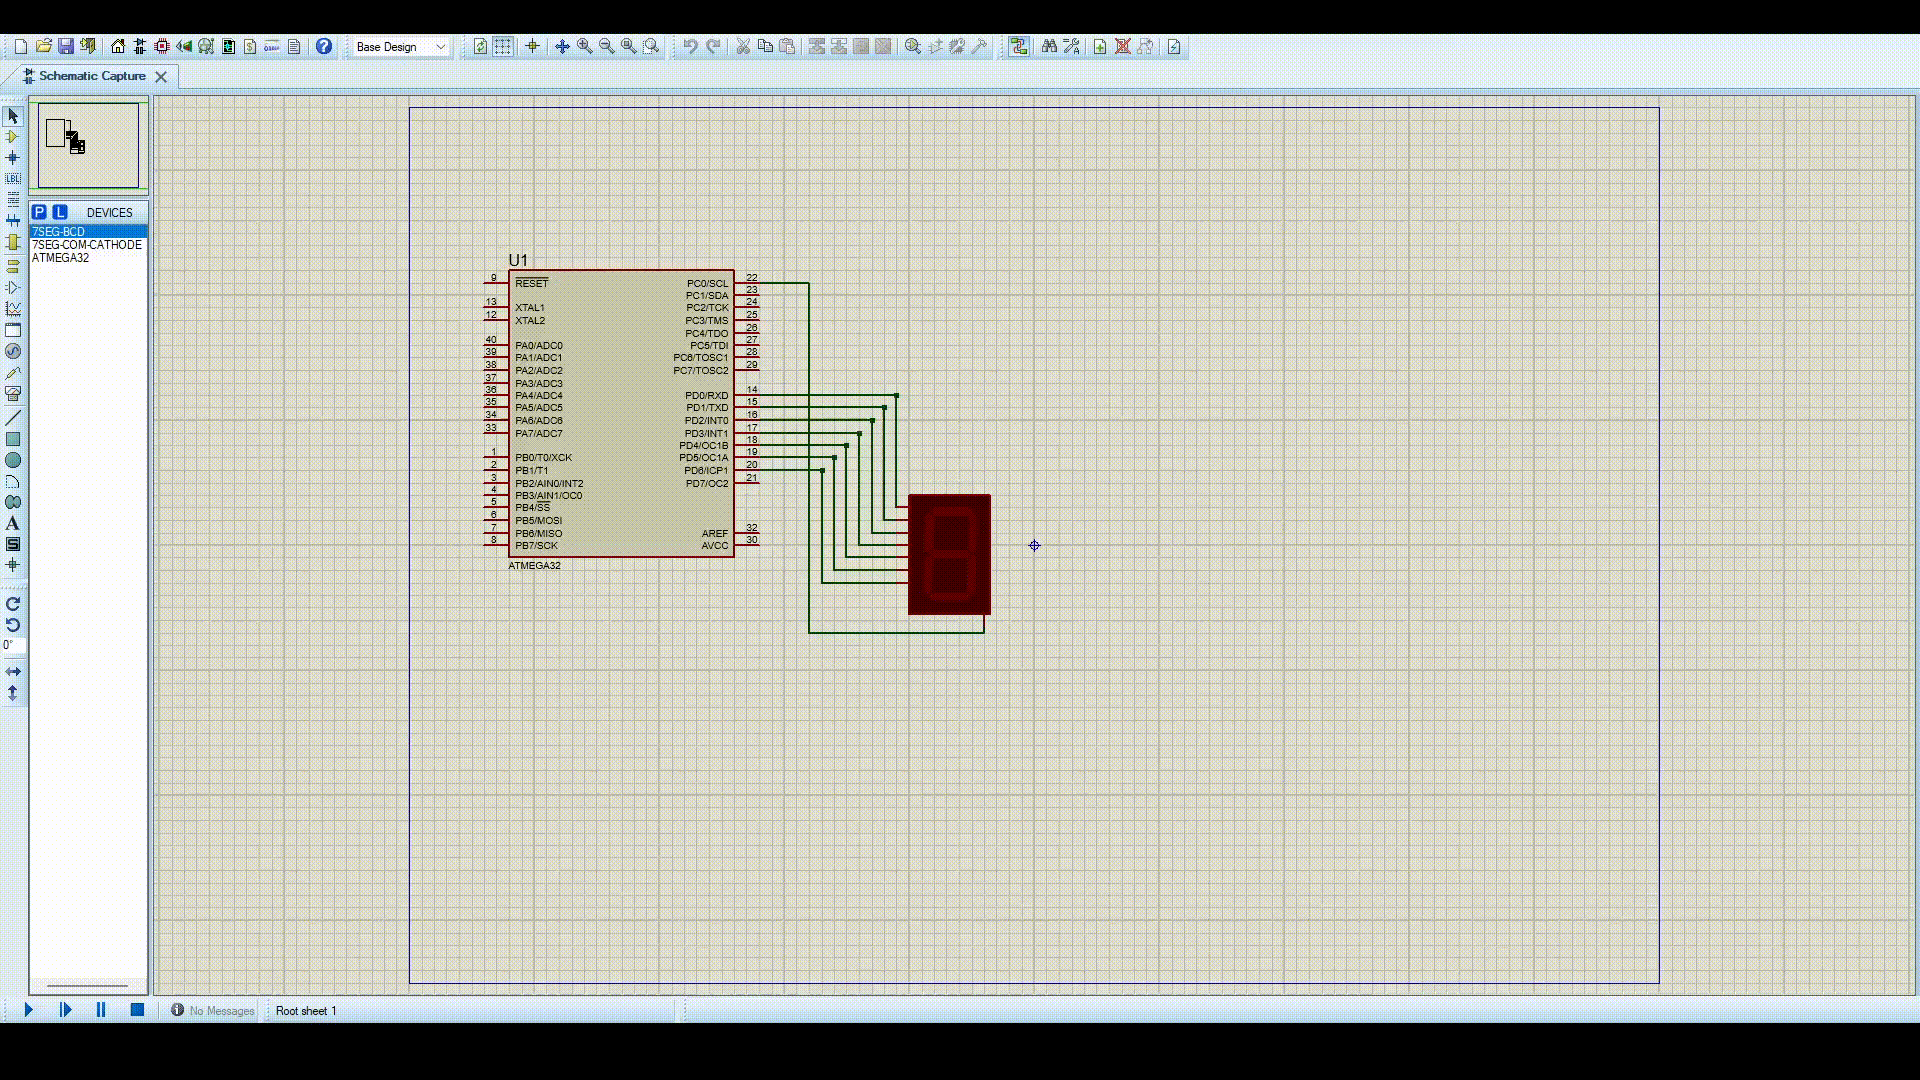 Base Design
Schematic Capture
LBL
P L DEVICES
7SEG-BCD
7SEG-COM-CATHODE
ATMEGA32
A
S
0°
U1
9 RESET
13 XTAL1
12 XTAL2
40 PA0/ADC0
39 PA1/ADC1
38 PA2/ADC2
37 PA3/ADC3
36 PA4/ADC4
35 PA5/ADC5
34 PA6/ADC6
33 PA7/ADC7
1 PB0/T0/XCK
2 PB1/T1
3 PB2/AIN0/INT2
4 PB3/AIN1/OC0
5 PB4/SS
6 PB5/MOSI
7 PB6/MISO
8 PB7/SCK
PC0/SCL 22
PC1/SDA 23
PC2/TCK 24
PC3/TMS 25
PC4/TDO 26
PC5/TDI 27
PC6/TOSC1 28
PC7/TOSC2 29
PD0/RXD 14
PD1/TXD 15
PD2/INT0 16
PD3/INT1 17
PD4/OC1B 18
PD5/OC1A 19
PD6/ICP1 20
PD7/OC2 21
AREF 32
AVCC 30
ATMEGA32
No Messages
Root sheet 1